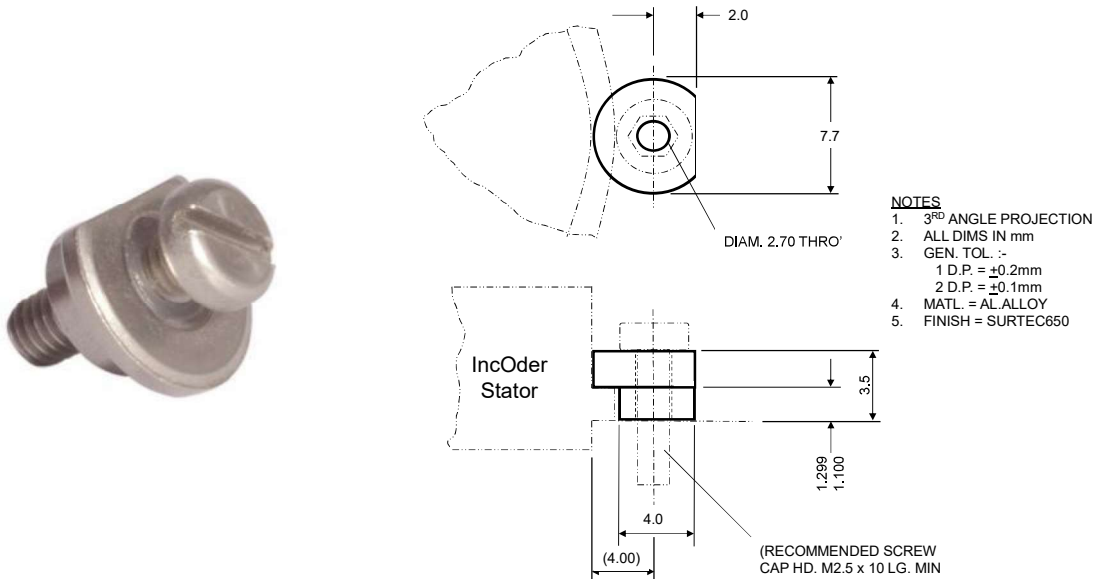 2.0
7.7
DIAM. 2.70 THRO'
NOTES
1. 3RD ANGLE PROJECTION
2. ALL DIMS IN mm
3. GEN. TOL. :-
1 D.P. = ±0.2mm
2 D.P. = ±0.1mm
4. MATL. = AL.ALLOY
5. FINISH = SURTEC650
IncOder
Stator
3.5
1.299
1.100
4.0
(4.00)
(RECOMMENDED SCREW
CAP HD. M2.5 x 10 LG. MIN